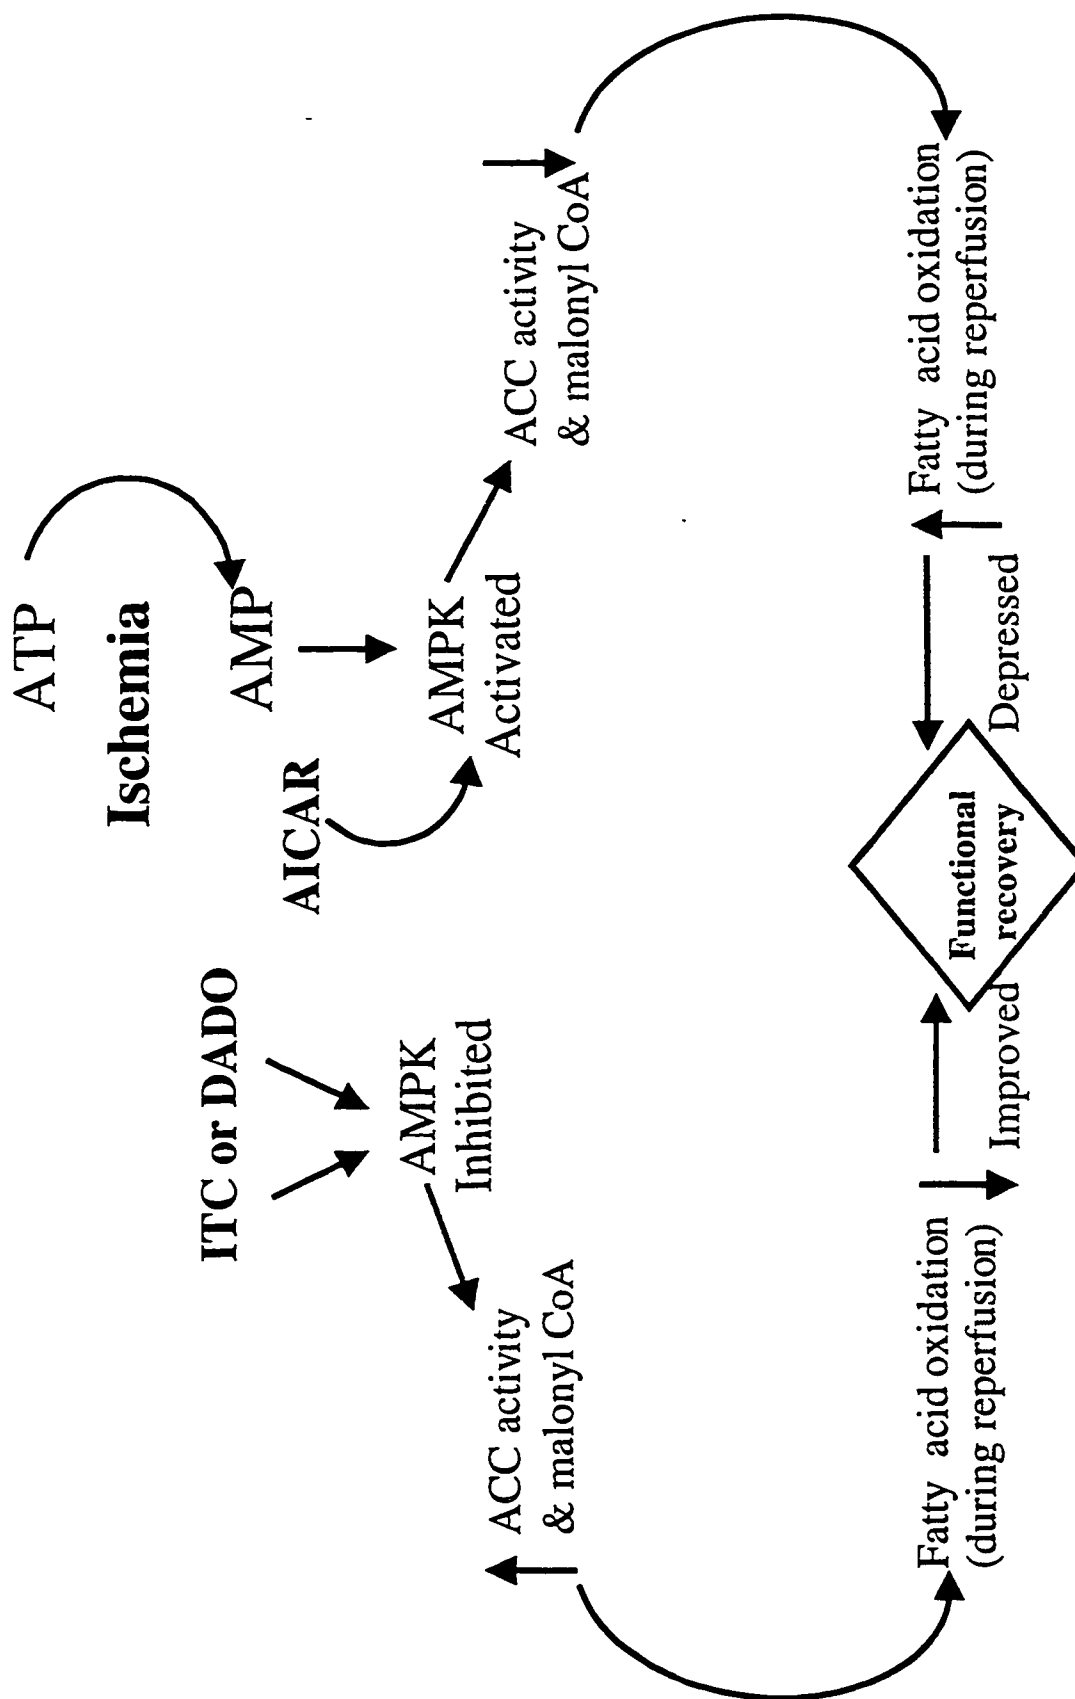 ATP
Ischemia
AMP
AICAR
AMPK
Activated
ITC or DADO
AMPK
Inhibited
ACC activity
& malonyl CoA
ACC activity
& malonyl CoA
Fatty acid oxidation
(during reperfusion)
Improved
Functional
recovery
Depressed
Fatty acid oxidation
(during reperfusion)